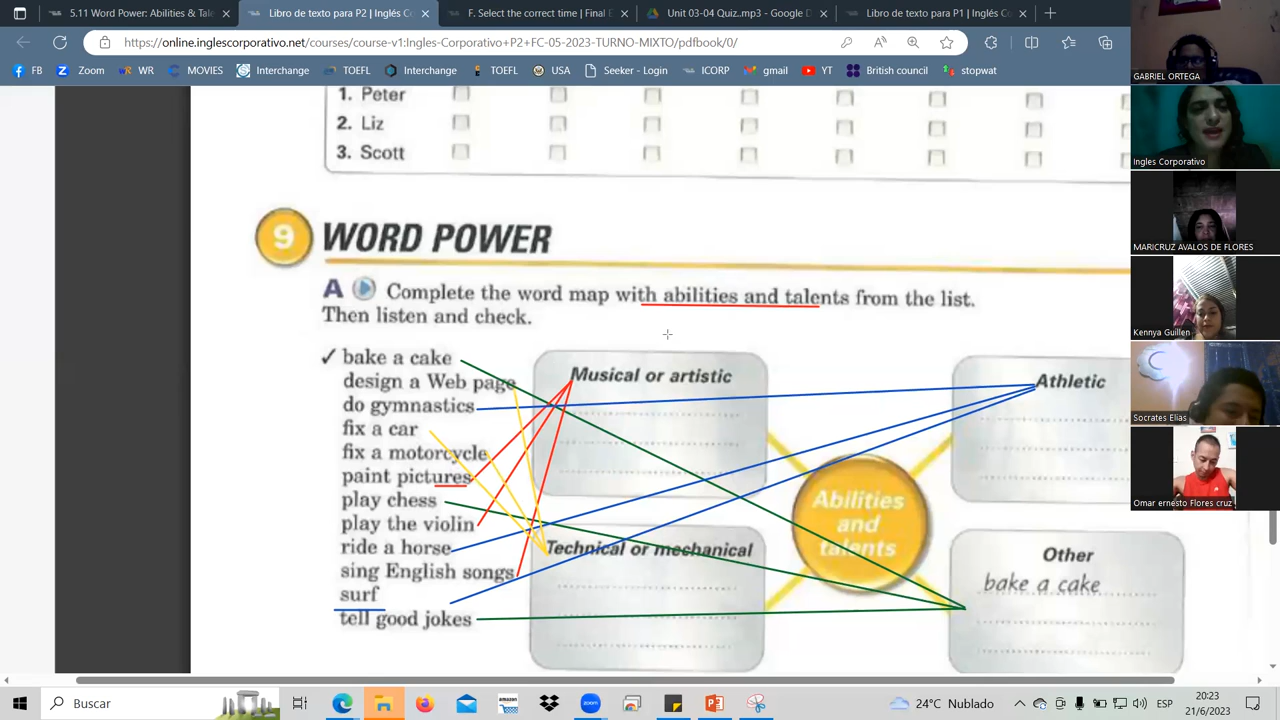 5.11 Word Power: Abilities & Tale
Libro de texto para P2 | Inglés Co
F. Select the correct time | Final E
Unit 03-04 Quiz..mp3 - Google D
Libro de texto para P1 | Inglés Co
https://online.inglescorporativo.net/courses/course-v1:Ingles-Corporativo+P2+FC-05-2023-TURNO-MIXTO/pdfbook/0/
FB
Zoom
WR
MOVIES
Interchange
TOEFL
Interchange
TOEFL
USA
Seeker - Login
ICORP
gmail
YT
British council
stopwat
1. Peter
2. Liz
3. Scott
9 WORD POWER
A Complete the word map with abilities and talents from the list.
Then listen and check.
✓ bake a cake
design a Web page
do gymnastics
fix a car
fix a motorcycle
paint pictures
play chess
play the violin
ride a horse
sing English songs
surf
tell good jokes
Musical or artistic
Technical or mechanical
Abilities
and
talents
Athletic
Other
bake a cake
GABRIEL ORTEGA
Ingles Corporativo
MARICRUZ AVALOS DE FLORES
Kennya Guillen
Socrates Elias
Omar ernesto Flores cruz
Buscar
24°C Nublado
ESP
20:23
21/6/2023